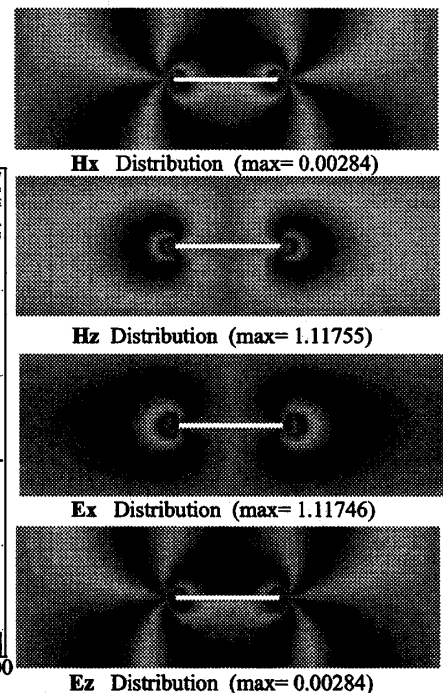 Hx Distribution (max= 0.00284)
Hz Distribution (max= 1.11755)
Ex Distribution (max= 1.11746)
00
Ez Distribution (max= 0.00284)